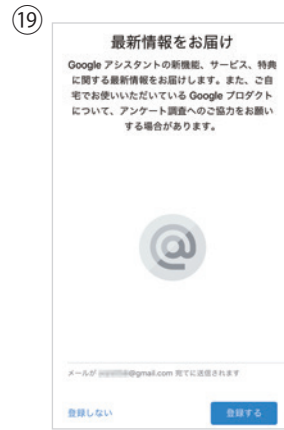 ⑲
最新情報をお届け
Google アシスタントの新機能、サービス、特典
に関する最新情報をお届けします。また、ご自
宅でお使いいただいている Google プロダクト
について、アンケート調査へのご協力をお願い
する場合があります。
メールが @gmail.com 宛てに送信されます
登録しない
登録する